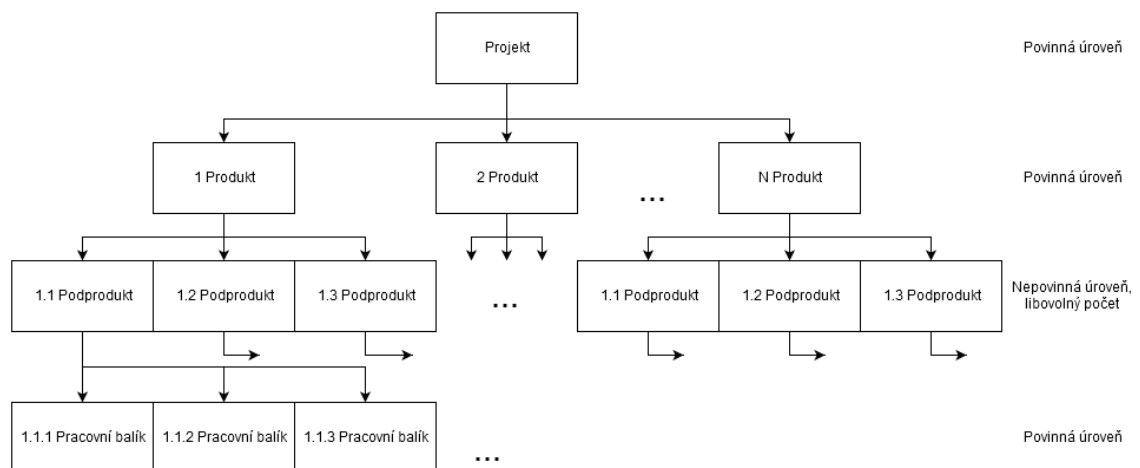 Projekt
Povinná úroveň
1 Produkt
2 Produkt
...
N Produkt
Povinná úroveň
1.1 Podprodukt
1.2 Podprodukt
1.3 Podprodukt
...
1.1 Podprodukt
1.2 Podprodukt
1.3 Podprodukt
Nepovinná úroveň,
libovolný počet
1.1.1 Pracovní balík
1.1.2 Pracovní balík
1.1.3 Pracovní balík
...
Povinná úroveň